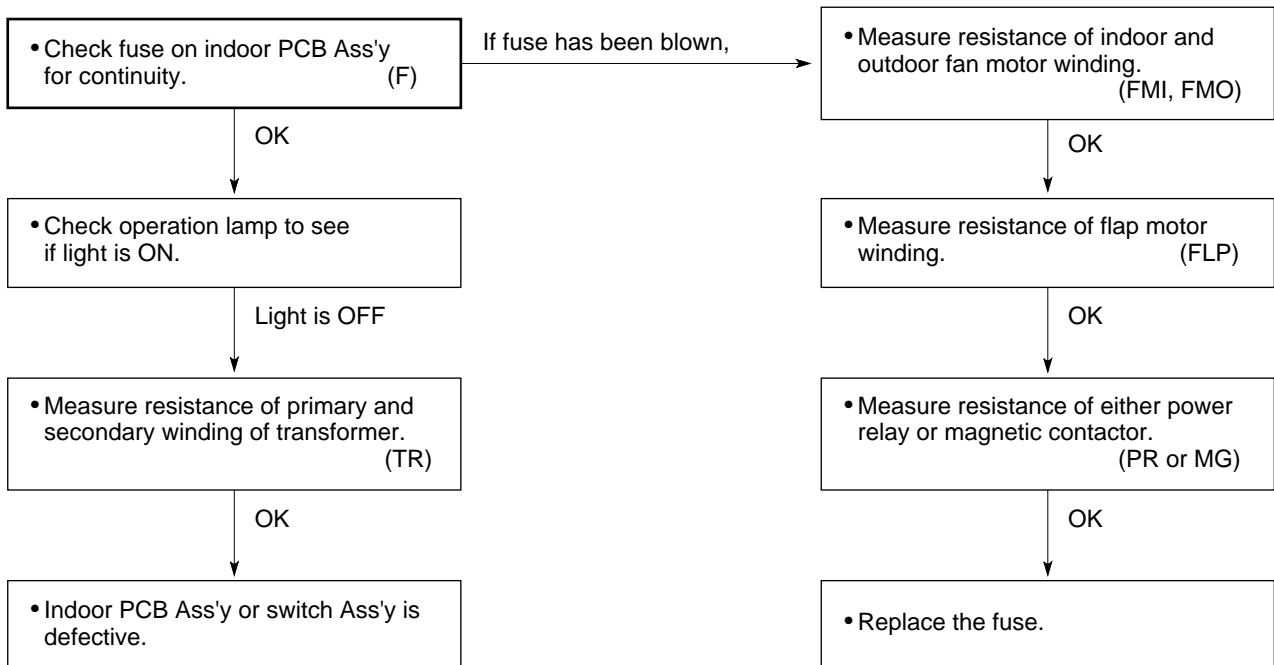 • Check fuse on indoor PCB Ass'y
for continuity. (F)
If fuse has been blown,
• Measure resistance of indoor and
outdoor fan motor winding.
(FMI, FMO)
OK
OK
• Check operation lamp to see
if light is ON.
• Measure resistance of flap motor
winding. (FLP)
Light is OFF
OK
• Measure resistance of primary and
secondary winding of transformer.
(TR)
• Measure resistance of either power
relay or magnetic contactor.
(PR or MG)
OK
OK
• Indoor PCB Ass'y or switch Ass'y is
defective.
• Replace the fuse.